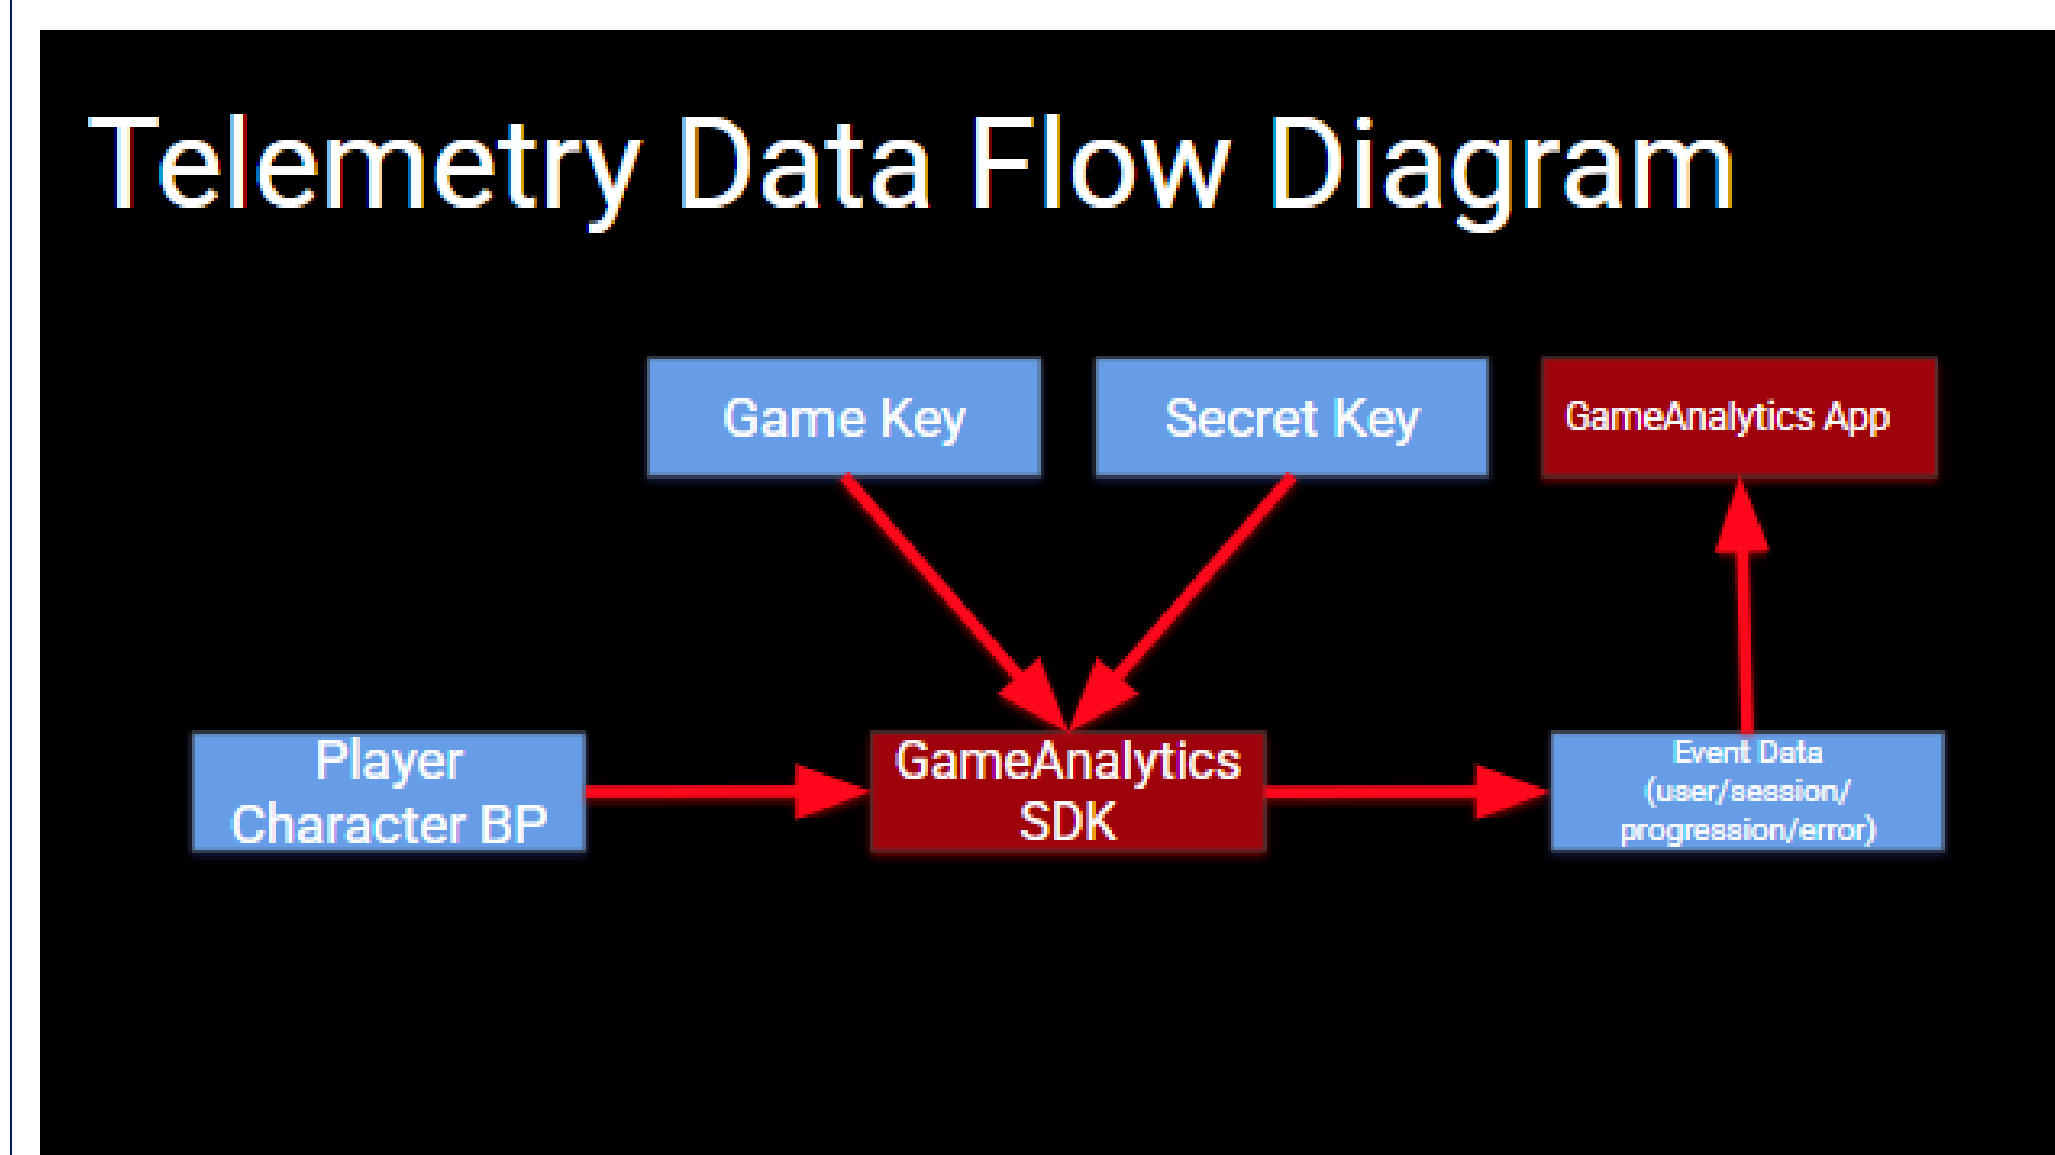 Telemetry Data Flow Diagram
Game Key
Secret Key
GameAnalytics App
Player
Character BP
GameAnalytics
SDK
Event Data
(user/session/
progression/error)